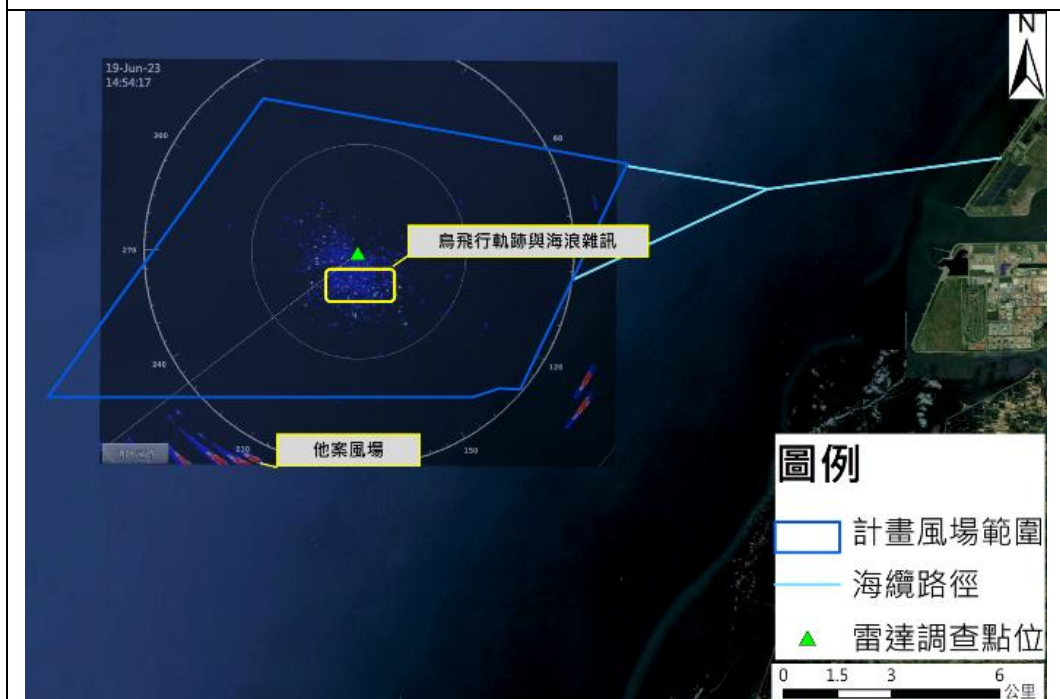 N
19-Jun-23
14:54:17
300
60
鳥飛行軌跡與海浪雜訊
270
240
120
他案風場
210
150
圖例
計畫風場範圍
海纜路徑
雷達調查點位
0 1.5 3 6
公里